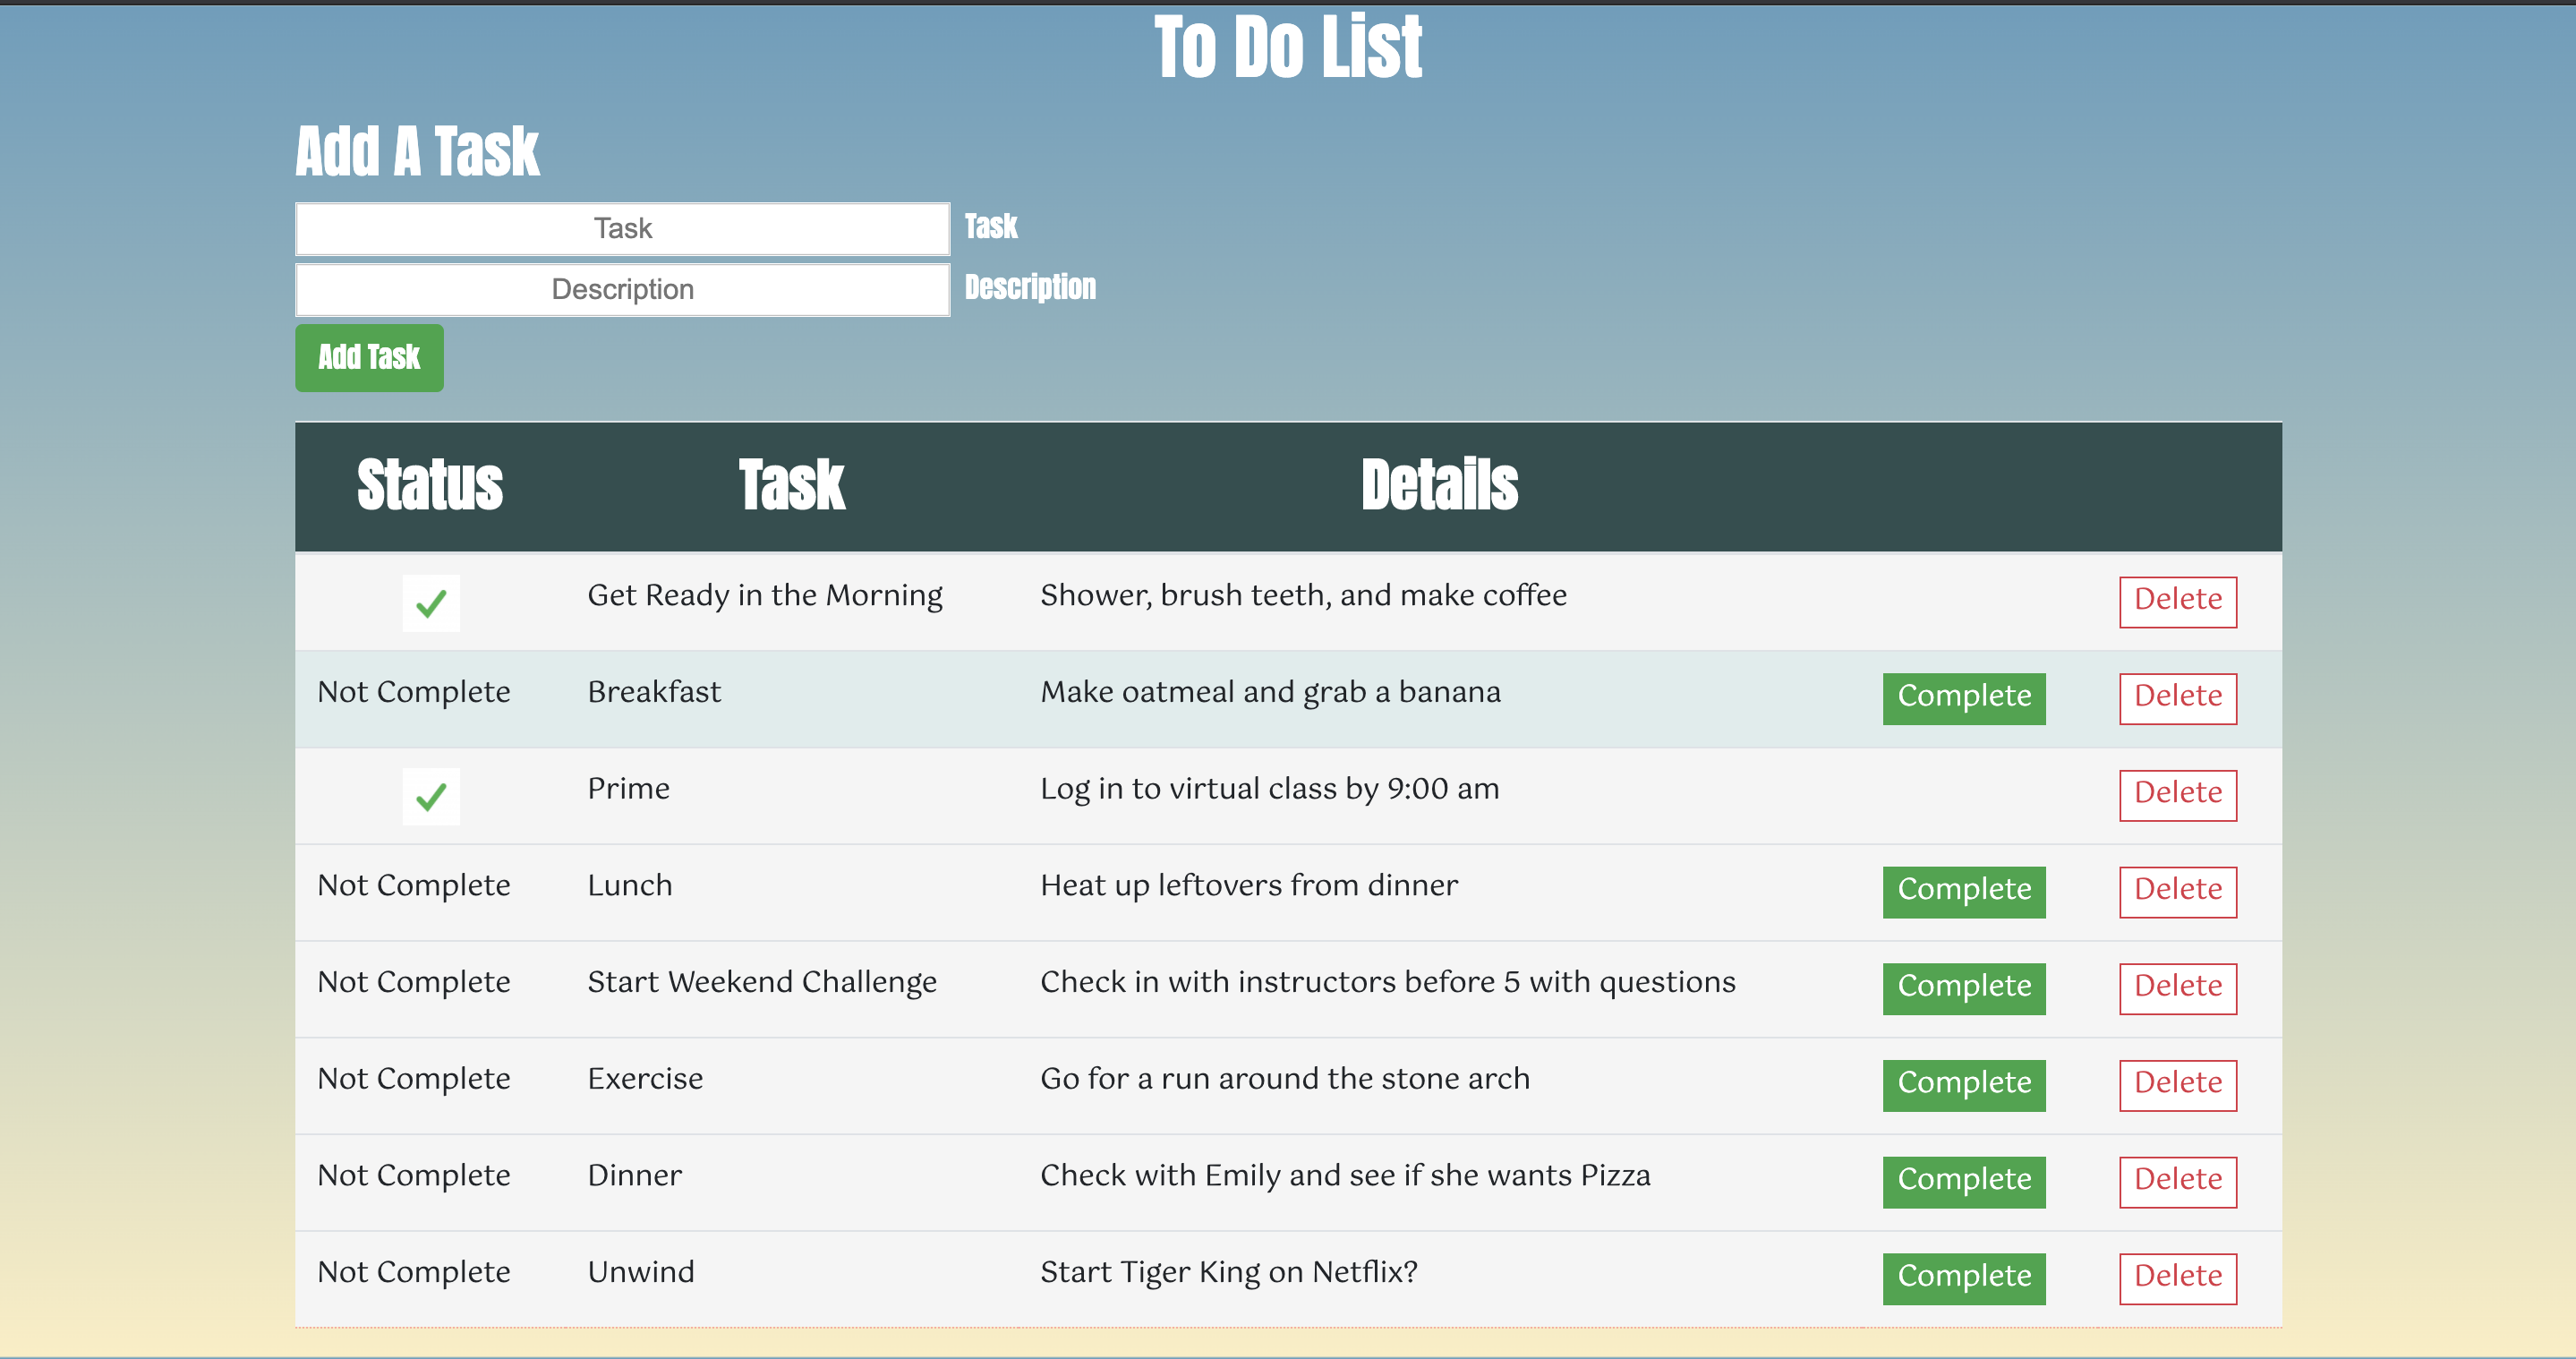 To Do List
Add A Task
Task Task
Description Description
Add Task
Status Task Details
Get Ready in the Morning Shower, brush teeth, and make coffee Delete
Not Complete Breakfast Make oatmeal and grab a banana Complete Delete
Prime Log in to virtual class by 9:00 am Delete
Not Complete Lunch Heat up leftovers from dinner Complete Delete
Not Complete Start Weekend Challenge Check in with instructors before 5 with questions Complete Delete
Not Complete Exercise Go for a run around the stone arch Complete Delete
Not Complete Dinner Check with Emily and see if she wants Pizza Complete Delete
Not Complete Unwind Start Tiger King on Netflix? Complete Delete